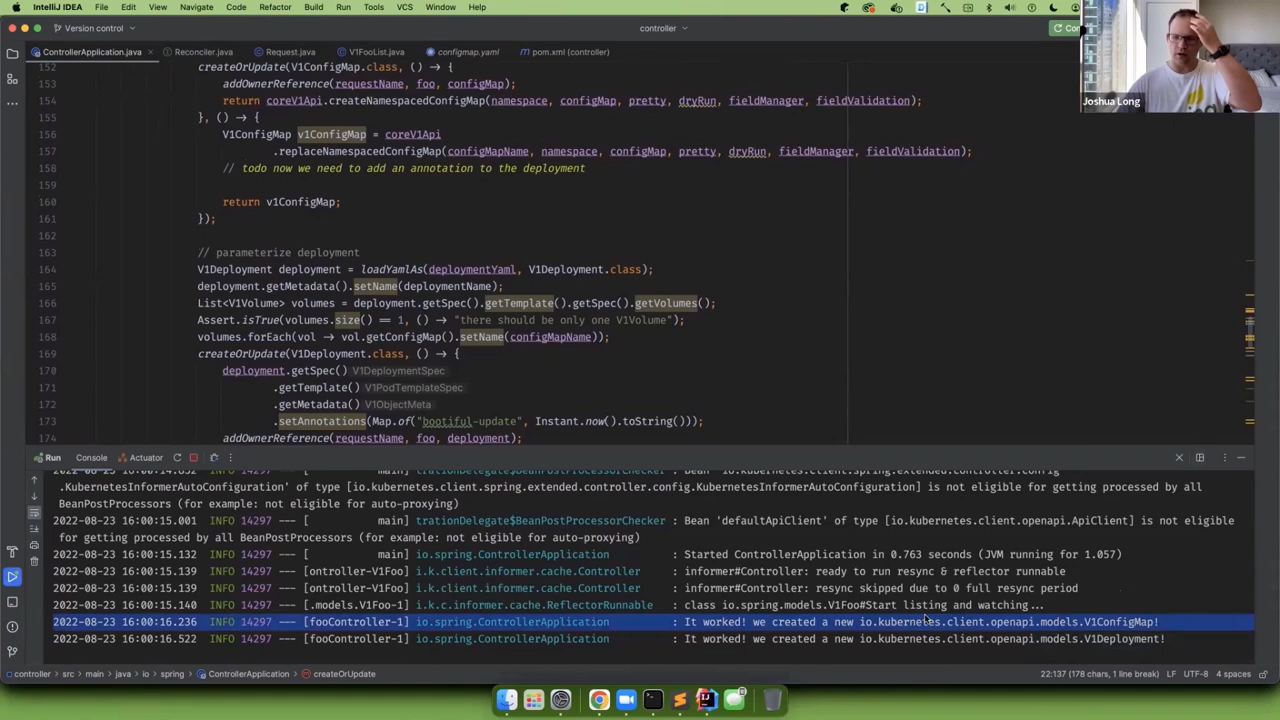 IntelliJ IDEA File Edit View Navigate Code Refactor Build Run Tools VCS Window Help
Version control controller
ControllerApplication.java Reconciler.java Request.java V1FooList.java configmap.yaml pom.xml (controller)
Joshua Long
152 createOrUpdate(V1ConfigMap.class, () → {
153 addOwnerReference(requestName, foo, configMap);
154 return coreV1Api.createNamespacedConfigMap(namespace, configMap, pretty, dryRun, fieldManager, fieldValidation);
155 }, () → {
156 V1ConfigMap v1ConfigMap = coreV1Api
157 .replaceNamespacedConfigMap(configMapName, namespace, configMap, pretty, dryRun, fieldManager, fieldValidation);
158 // todo now we need to add an annotation to the deployment
159
160 return v1ConfigMap;
161 });
162
163 // parameterize deployment
164 V1Deployment deployment = loadYamlAs(deploymentYaml, V1Deployment.class);
165 deployment.getMetadata().setName(deploymentName);
166 List<V1Volume> volumes = deployment.getSpec().getTemplate().getSpec().getVolumes();
167 Assert.isTrue(volumes.size() == 1, () → "there should be only one V1Volume");
168 volumes.forEach(vol → vol.getConfigMap().setName(configMapName));
169 createOrUpdate(V1Deployment.class, () → {
170 deployment.getSpec() V1DeploymentSpec
171 .getTemplate() V1PodTemplateSpec
172 .getMetadata() V1ObjectMeta
173 .setAnnotations(Map.of("bootiful-update", Instant.now().toString()));
174 addOwnerReference(requestName, foo, deployment);
Run Console Actuator
.KubernetesInformerAutoConfiguration' of type [io.kubernetes.client.spring.extended.controller.config.KubernetesInformerAutoConfiguration] is not eligible for getting processed by all
BeanPostProcessors (for example: not eligible for auto-proxying)
2022-08-23 16:00:15.001 INFO 14297 --- [ main] trationDelegate$BeanPostProcessorChecker : Bean 'defaultApiClient' of type [io.kubernetes.client.openapi.ApiClient] is not eligible
for getting processed by all BeanPostProcessors (for example: not eligible for auto-proxying)
2022-08-23 16:00:15.132 INFO 14297 --- [ main] io.spring.ControllerApplication : Started ControllerApplication in 0.763 seconds (JVM running for 1.057)
2022-08-23 16:00:15.139 INFO 14297 --- [ontroller-V1Foo] i.k.client.informer.cache.Controller : informer#Controller: ready to run resync & reflector runnable
2022-08-23 16:00:15.139 INFO 14297 --- [ontroller-V1Foo] i.k.client.informer.cache.Controller : informer#Controller: resync skipped due to 0 full resync period
2022-08-23 16:00:15.140 INFO 14297 --- [.models.V1Foo-1] i.k.c.informer.cache.ReflectorRunnable : class io.spring.models.V1Foo#Start listing and watching...
2022-08-23 16:00:16.236 INFO 14297 --- [fooController-1] io.spring.ControllerApplication : It worked! we created a new io.kubernetes.client.openapi.models.V1ConfigMap!
2022-08-23 16:00:16.522 INFO 14297 --- [fooController-1] io.spring.ControllerApplication : It worked! we created a new io.kubernetes.client.openapi.models.V1Deployment!
controller > src > main > java > io > spring > ControllerApplication > createOrUpdate 22:137 (178 chars, 1 line break) LF UTF-8 4 spaces